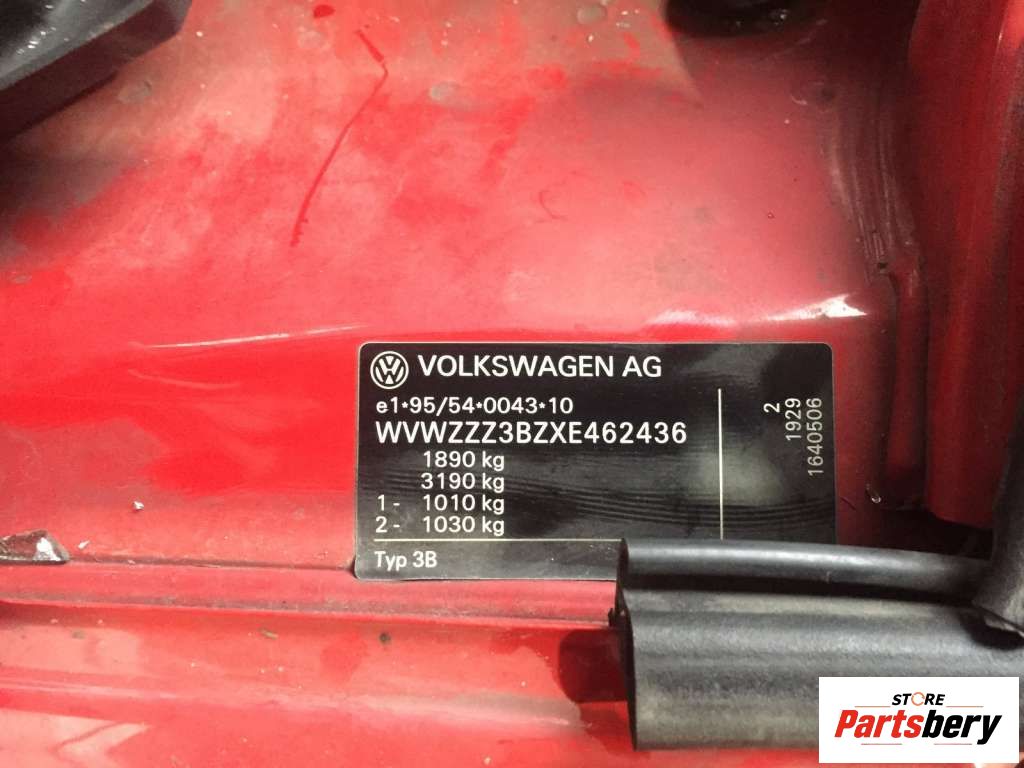 VOLKSWAGEN AG
e1*95/54*0043*10
WVWZZZ3BZXE462436
1890 kg
3190 kg
1 - 1010 kg
2 - 1030 kg
Typ 3B
2
1929
1640506
STORE
Partsbery